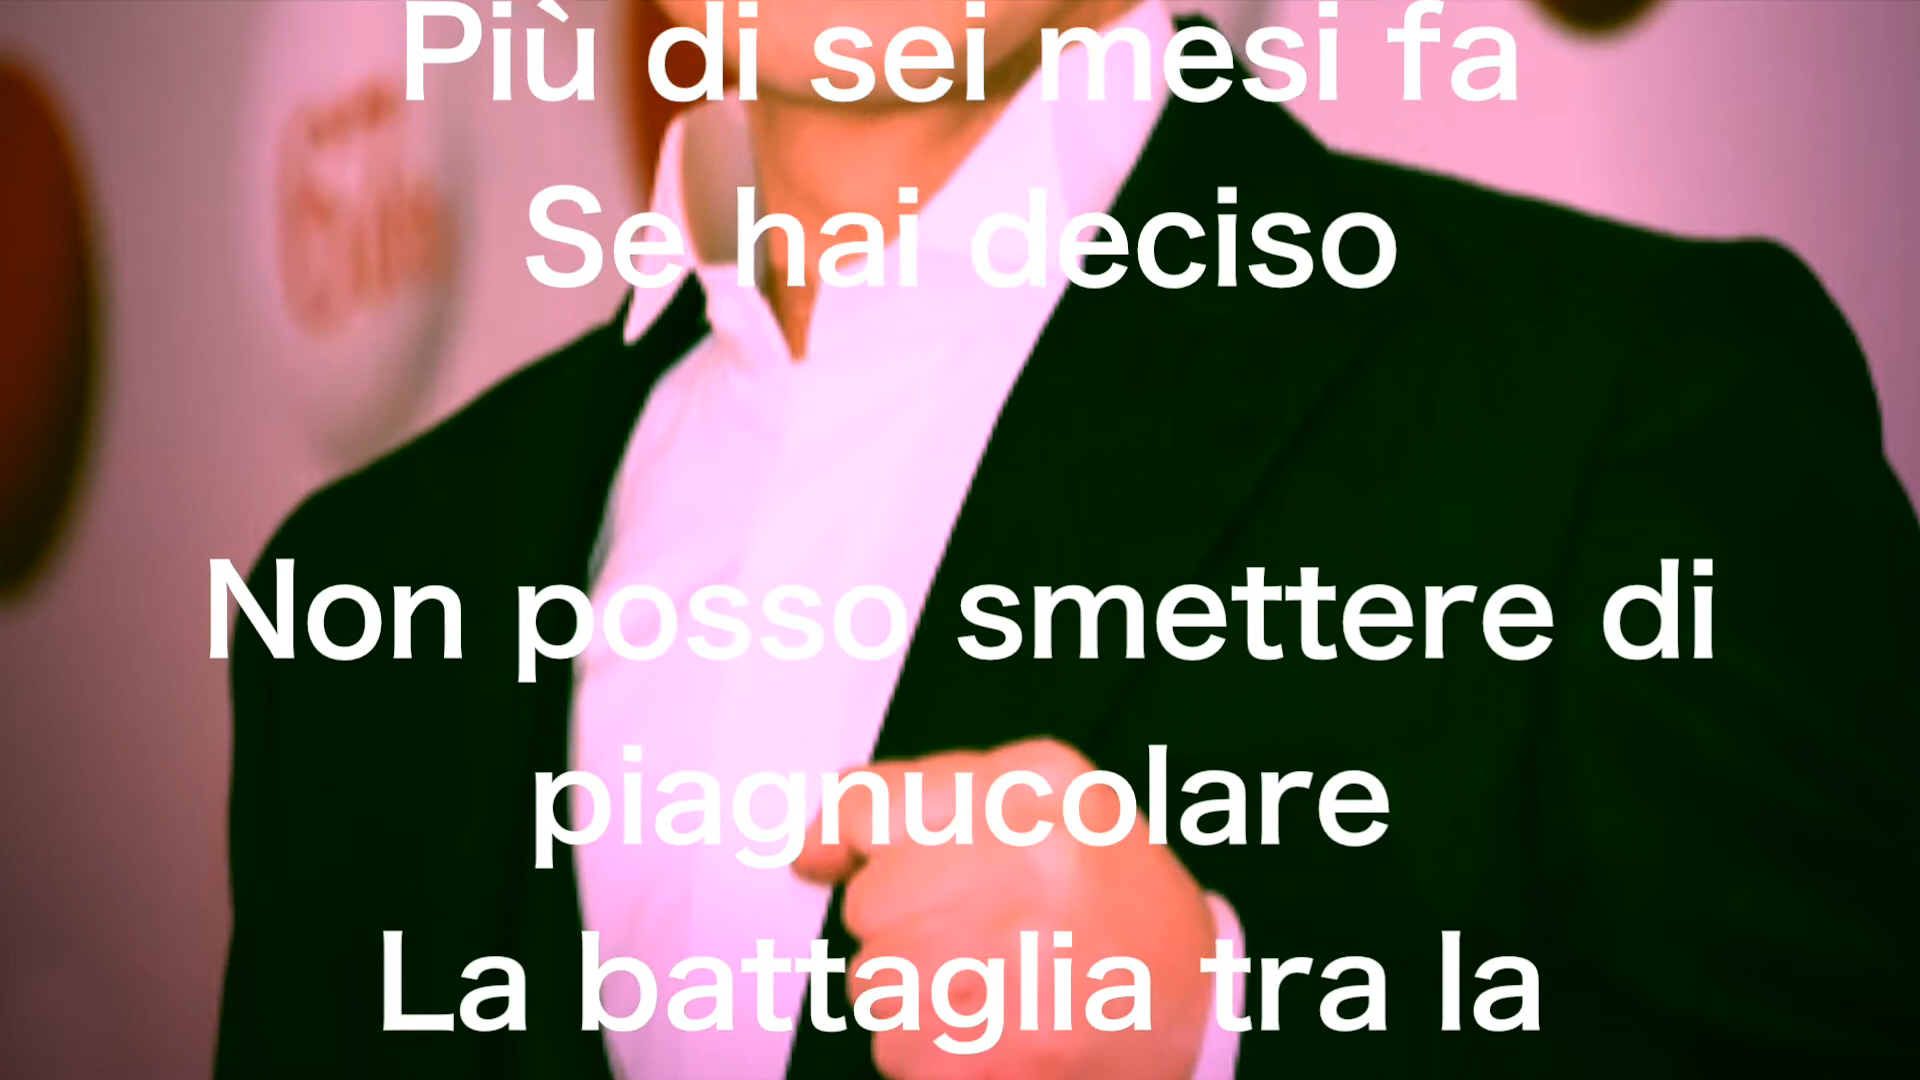 Più di sei mesi fa
Se hai deciso
Non posso smettere di
piagnucolare
La battaglia tra la